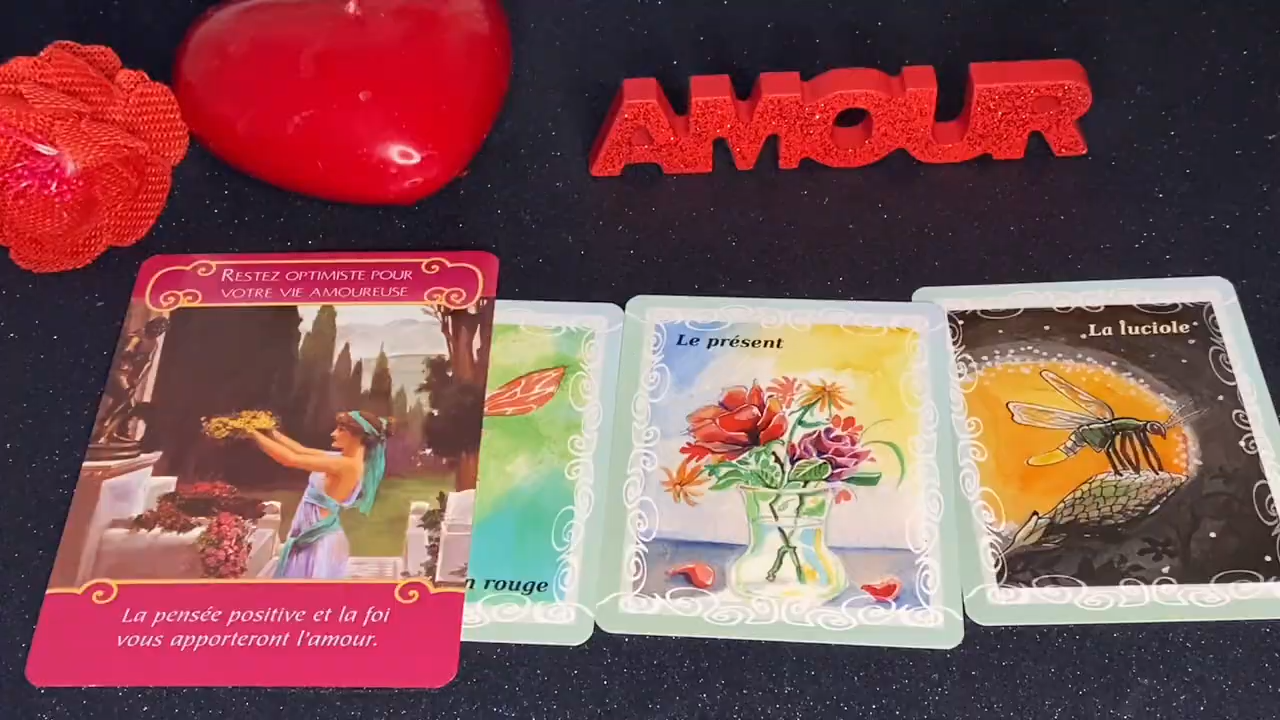 AMOUR
RESTEZ OPTIMISTE POUR
VOTRE VIE AMOUREUSE
La pensée positive et la foi
vous apporteront l'amour.
rouge
Le présent
La luciole